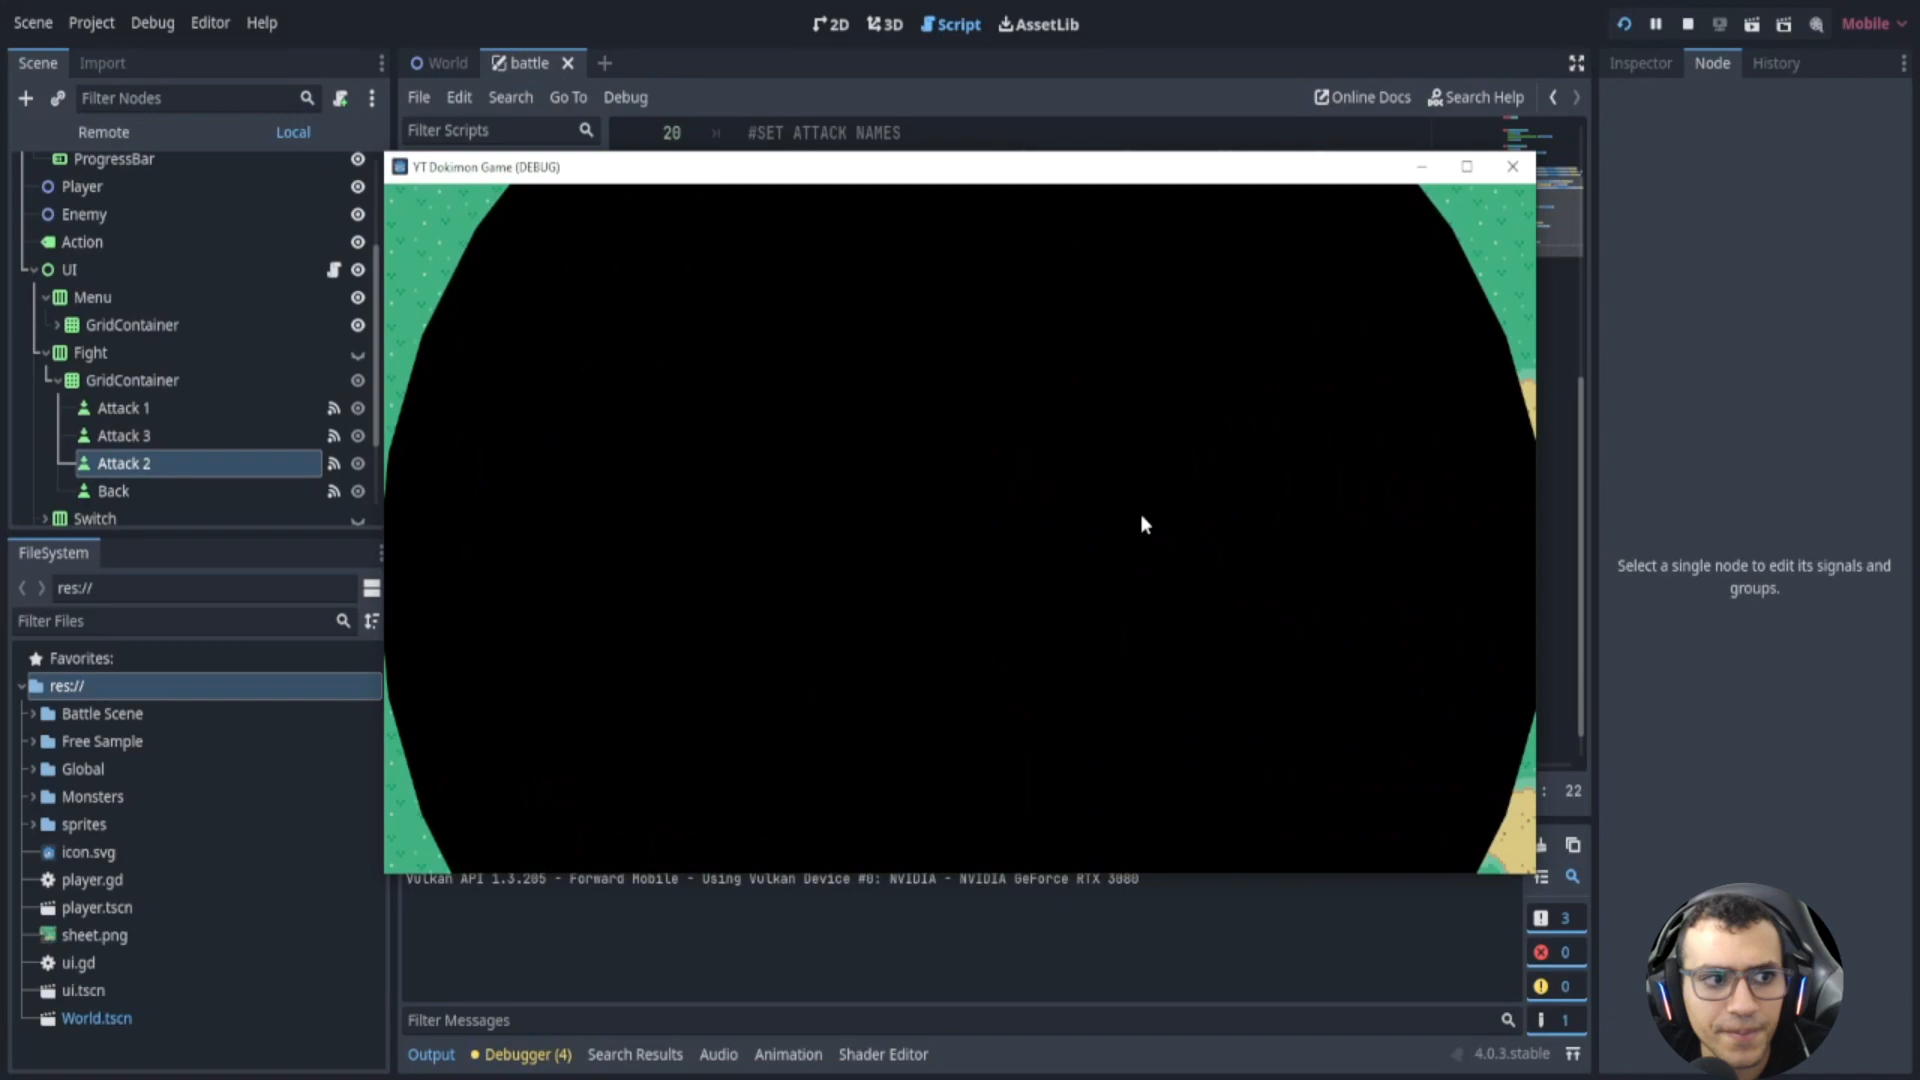 Scene Project Debug Editor Help
2D 3D Script AssetLib
Mobile
Scene Import
World battle
Inspector Node History
Filter Nodes
File Edit Search Go To Debug
Online Docs Search Help
Remote Local
Filter Scripts
20 #SET ATTACK NAMES
ProgressBar
Player
Enemy
Action
UI
Menu
GridContainer
Fight
GridContainer
Attack 1
Attack 3
Attack 2
Back
Switch
YT Dokimon Game (DEBUG)
Select a single node to edit its signals and
groups.
FileSystem
res://
Filter Files
Favorites:
res://
Battle Scene
Free Sample
Global
Monsters
sprites
icon.svg
player.gd
player.tscn
sheet.png
ui.gd
ui.tscn
World.tscn
: 22
Vulkan API 1.3.205 - Forward Mobile - Using Vulkan Device #0: NVIDIA - NVIDIA GeForce RTX 3080
3
0
0
1
Filter Messages
Output Debugger (4) Search Results Audio Animation Shader Editor
4.0.3.stable